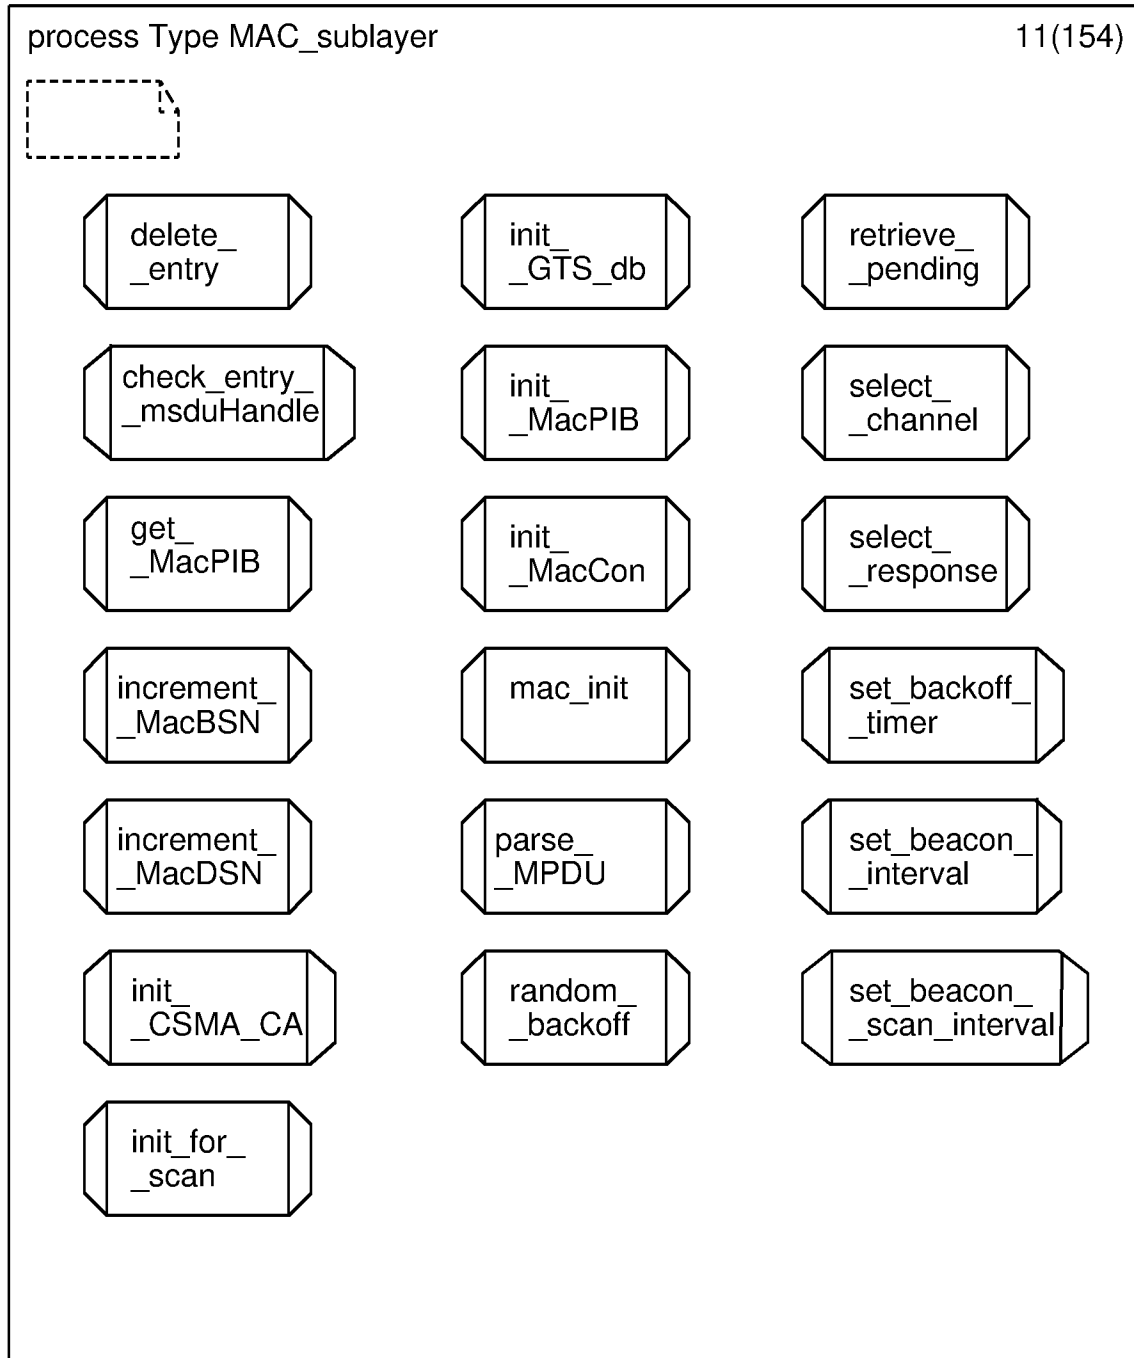 process Type MAC_sublayer
11(154)
delete_
_entry
init_
_GTS_db
retrieve_
_pending
check_entry_
_msduHandle
init_
_MacPIB
select_
_channel
get_
_MacPIB
init_
_MacCon
select_
_response
increment_
_MacBSN
mac_init
set_backoff_
_timer
increment_
_MacDSN
parse_
_MPDU
set_beacon_
_interval
init_
_CSMA_CA
random_
_backoff
set_beacon_
_scan_interval
init_for_
_scan